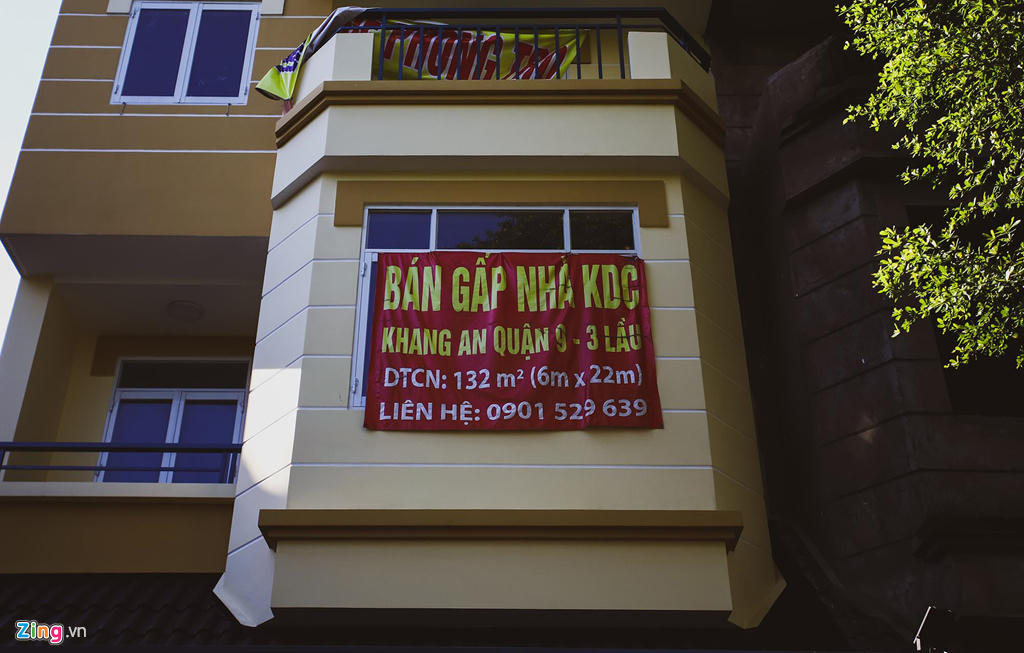 BÁN GẤP NHÀ KDC
KHANG AN QUẬN 9 - 3 LẦU
DTCN: 132 m² (6m x 22m)
LIÊN HỆ: 0901 529 639
Zing.vn